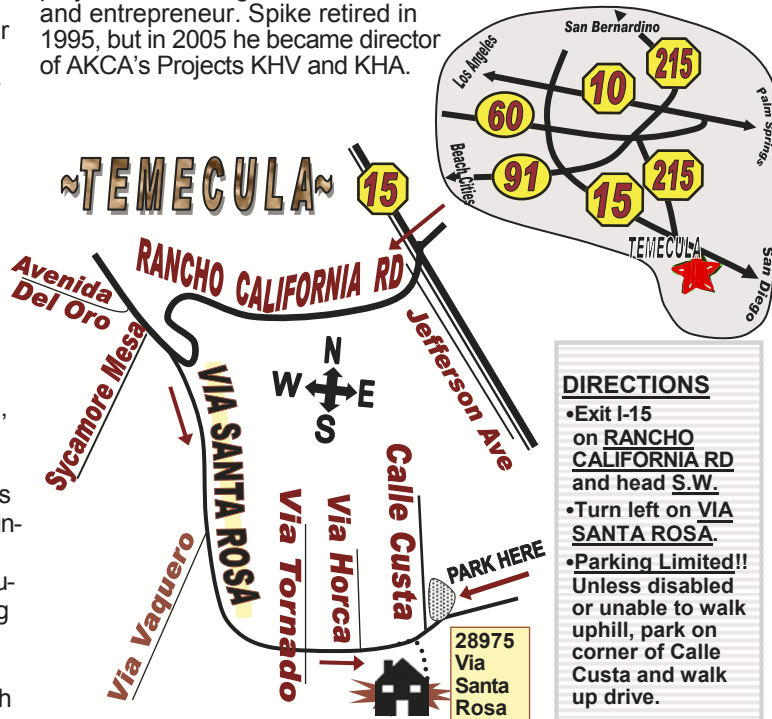 and entrepreneur. Spike retired in
1995, but in 2005 he became director
of AKCA's Projects KHV and KHA.
San Bernardino
Los Angeles
215
10
60
Palm Springs
Beach Cities
91
15
215
TEMECULA
San Diego
~TEMECULA~
15
RANCHO CALIFORNIA RD
Avenida
Del Oro
Sycamore Mesa
Jefferson Ave
N
W E
S
VIA SANTA ROSA
Via Vaquero
Via Tornado
Via Horca
Calle Custa
PARK HERE
28975
Via
Santa
Rosa
DIRECTIONS
•Exit I-15
on RANCHO
CALIFORNIA RD
and head S.W.
•Turn left on VIA
SANTA ROSA.
•Parking Limited!!
Unless disabled
or unable to walk
uphill, park on
corner of Calle
Custa and walk
up drive.